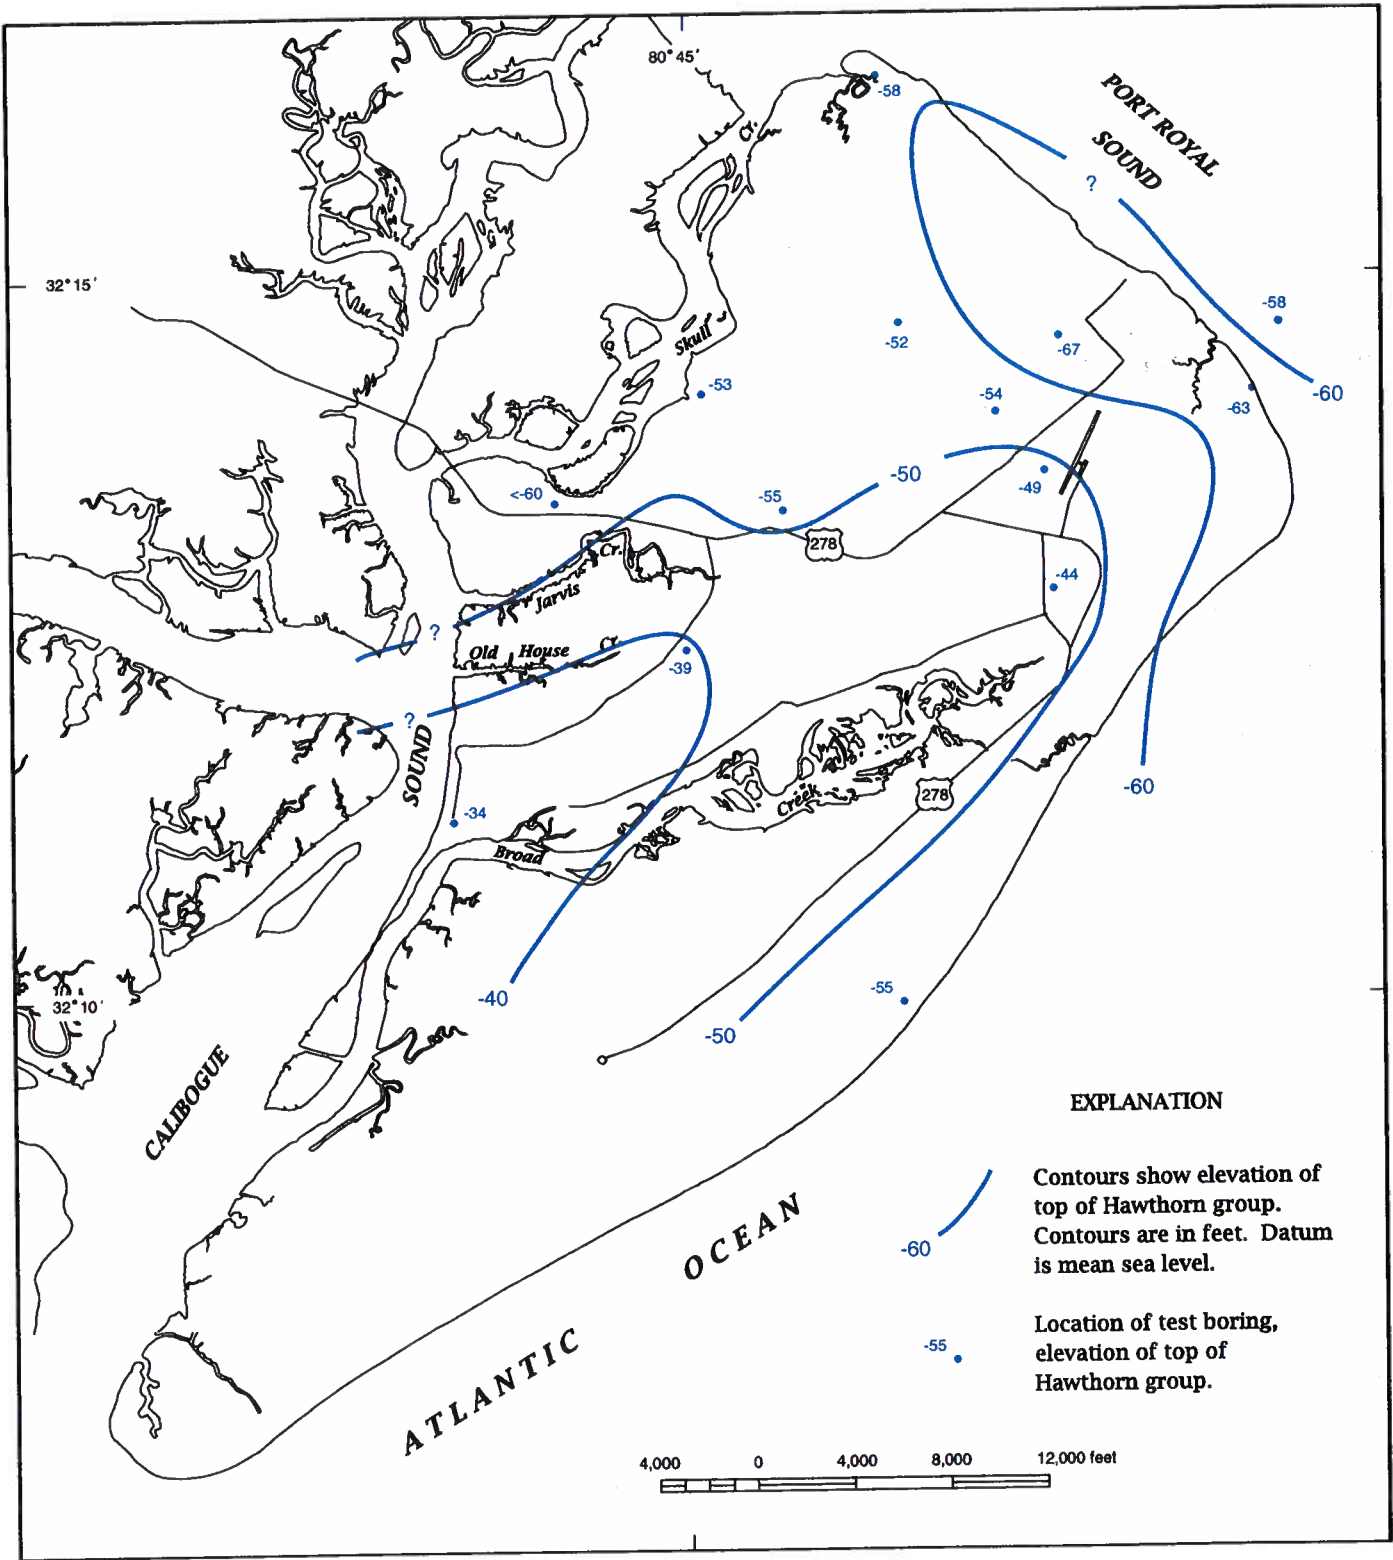 80° 45'
PORT ROYAL
SOUND
-58
Cr.
?
32° 15'
-58
-52
-67
Skull
-53
-54
-60
-63
-50
-49
<-60
-55
278
Cr.
Jarvis
-44
?
Old House Cr.
-39
?
SOUND
278
-60
Creek
-34
Broad
-40
-55
32° 10'
-50
CALIBOGUE
EXPLANATION
Contours show elevation of
top of Hawthorn group.
Contours are in feet. Datum
is mean sea level.
-60
OCEAN
ATLANTIC
Location of test boring,
elevation of top of
Hawthorn group.
-55
4,000 0 4,000 8,000 12,000 feet